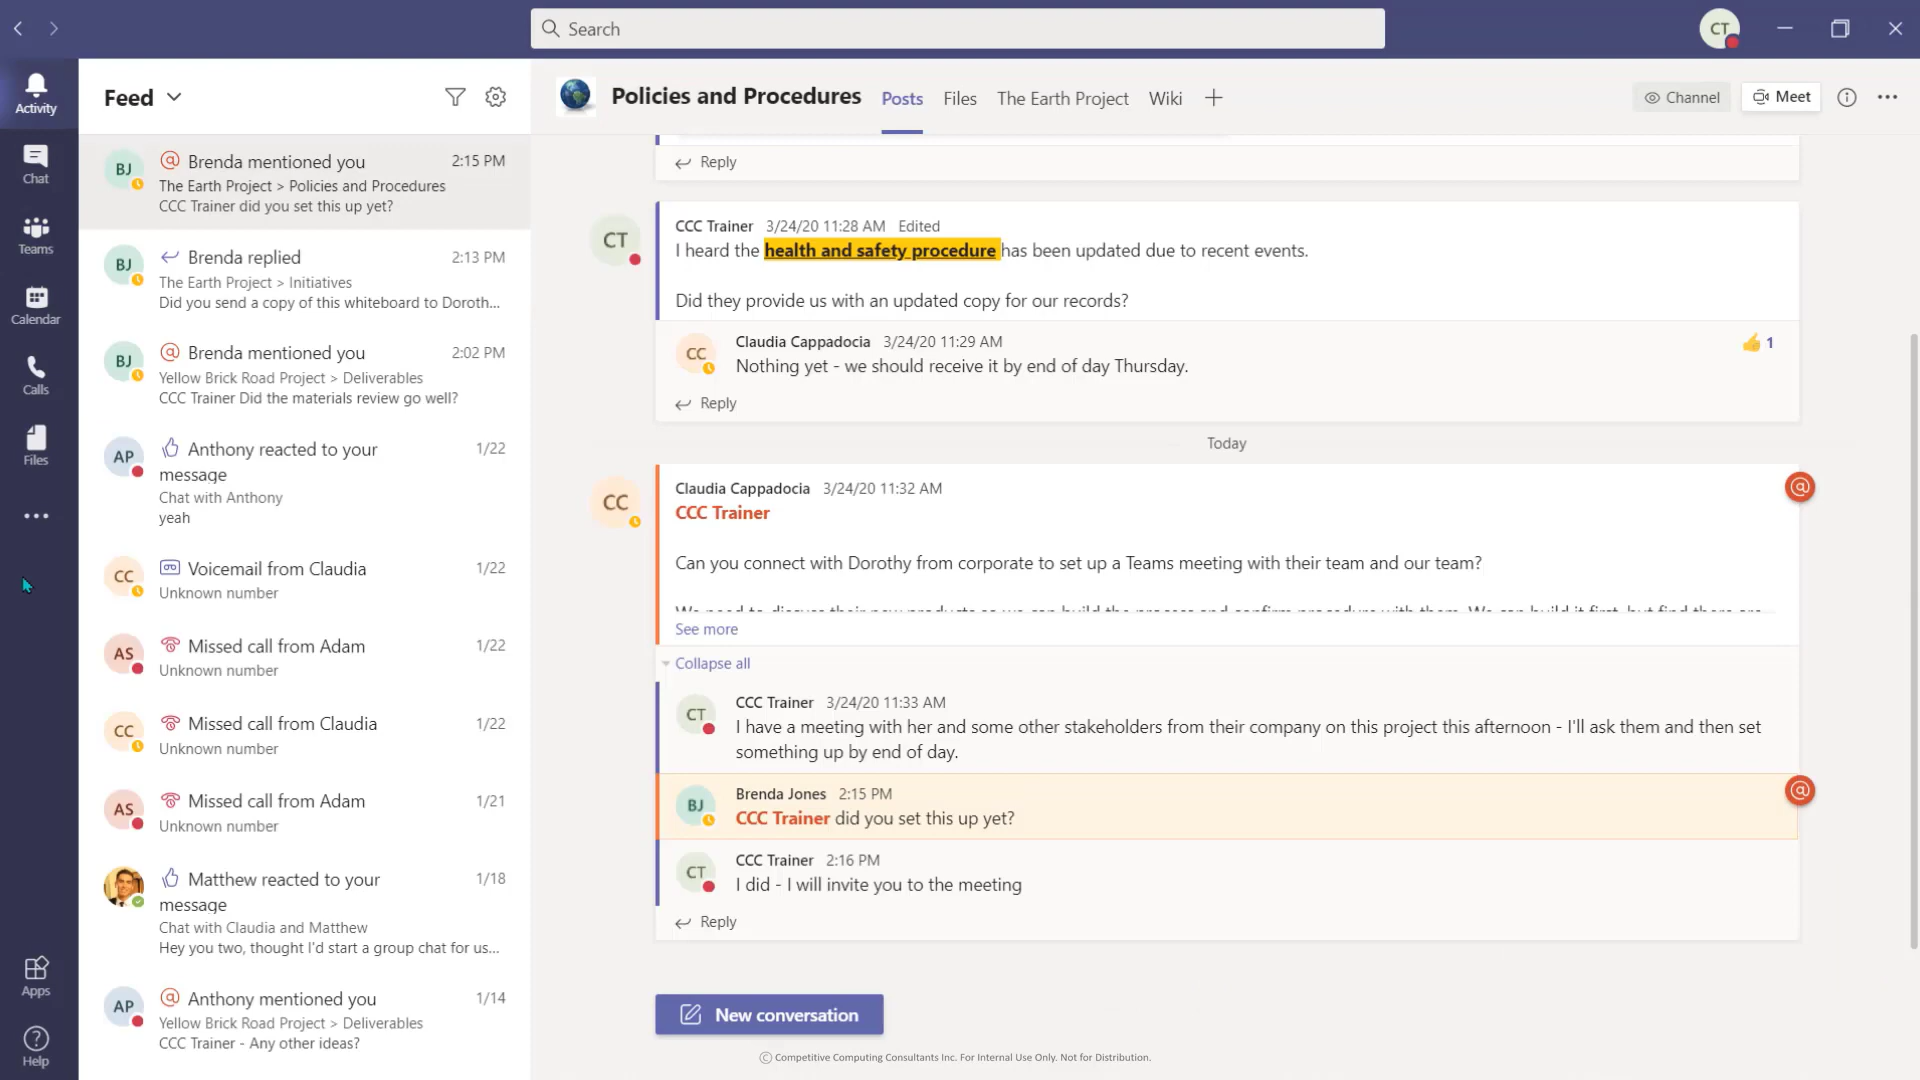 Search
CT
Activity
Chat
Teams
Calendar
Calls
Files
Apps
Help
Feed
BJ
@ Brenda mentioned you 2:15 PM
The Earth Project > Policies and Procedures
CCC Trainer did you set this up yet?
BJ
Brenda replied 2:13 PM
The Earth Project > Initiatives
Did you send a copy of this whiteboard to Doroth...
BJ
@ Brenda mentioned you 2:02 PM
Yellow Brick Road Project > Deliverables
CCC Trainer Did the materials review go well?
AP
Anthony reacted to your 1/22
message
Chat with Anthony
yeah
CC
Voicemail from Claudia 1/22
Unknown number
AS
Missed call from Adam 1/22
Unknown number
CC
Missed call from Claudia 1/22
Unknown number
AS
Missed call from Adam 1/21
Unknown number
Matthew reacted to your 1/18
message
Chat with Claudia and Matthew
Hey you two, thought I'd start a group chat for us...
AP
@ Anthony mentioned you 1/14
Yellow Brick Road Project > Deliverables
CCC Trainer - Any other ideas?
Policies and Procedures Posts Files The Earth Project Wiki + Channel Meet
Reply
CT
CCC Trainer 3/24/20 11:28 AM Edited
I heard the health and safety procedure has been updated due to recent events.
Did they provide us with an updated copy for our records?
CC
Claudia Cappadocia 3/24/20 11:29 AM 1
Nothing yet - we should receive it by end of day Thursday.
Reply
Today
CC
Claudia Cappadocia 3/24/20 11:32 AM @
CCC Trainer
Can you connect with Dorothy from corporate to set up a Teams meeting with their team and our team?
See more
Collapse all
CT
CCC Trainer 3/24/20 11:33 AM
I have a meeting with her and some other stakeholders from their company on this project this afternoon - I'll ask them and then set
something up by end of day.
BJ
Brenda Jones 2:15 PM @
CCC Trainer did you set this up yet?
CT
CCC Trainer 2:16 PM
I did - I will invite you to the meeting
Reply
New conversation
© Competitive Computing Consultants Inc. For Internal Use Only. Not for Distribution.